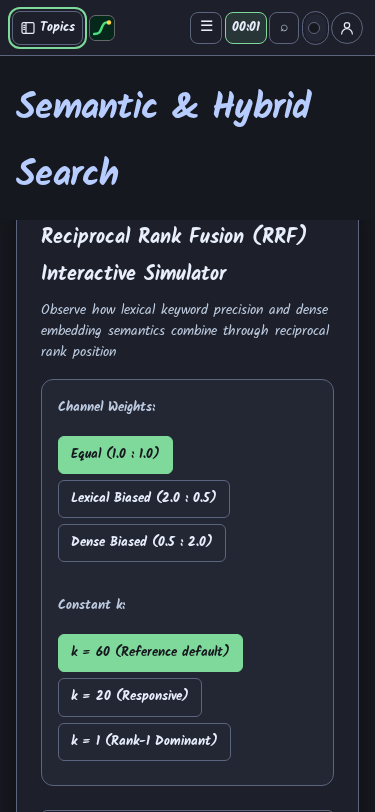 Topics
00:01
Semantic & Hybrid
Search
Reciprocal Rank Fusion (RRF)
Interactive Simulator
Observe how lexical keyword precision and dense
embedding semantics combine through reciprocal
rank position
Channel Weights:
Equal (1.0 : 1.0)
Lexical Biased (2.0 : 0.5)
Dense Biased (0.5 : 2.0)
Constant k:
k = 60 (Reference default)
k = 20 (Responsive)
k = 1 (Rank-1 Dominant)